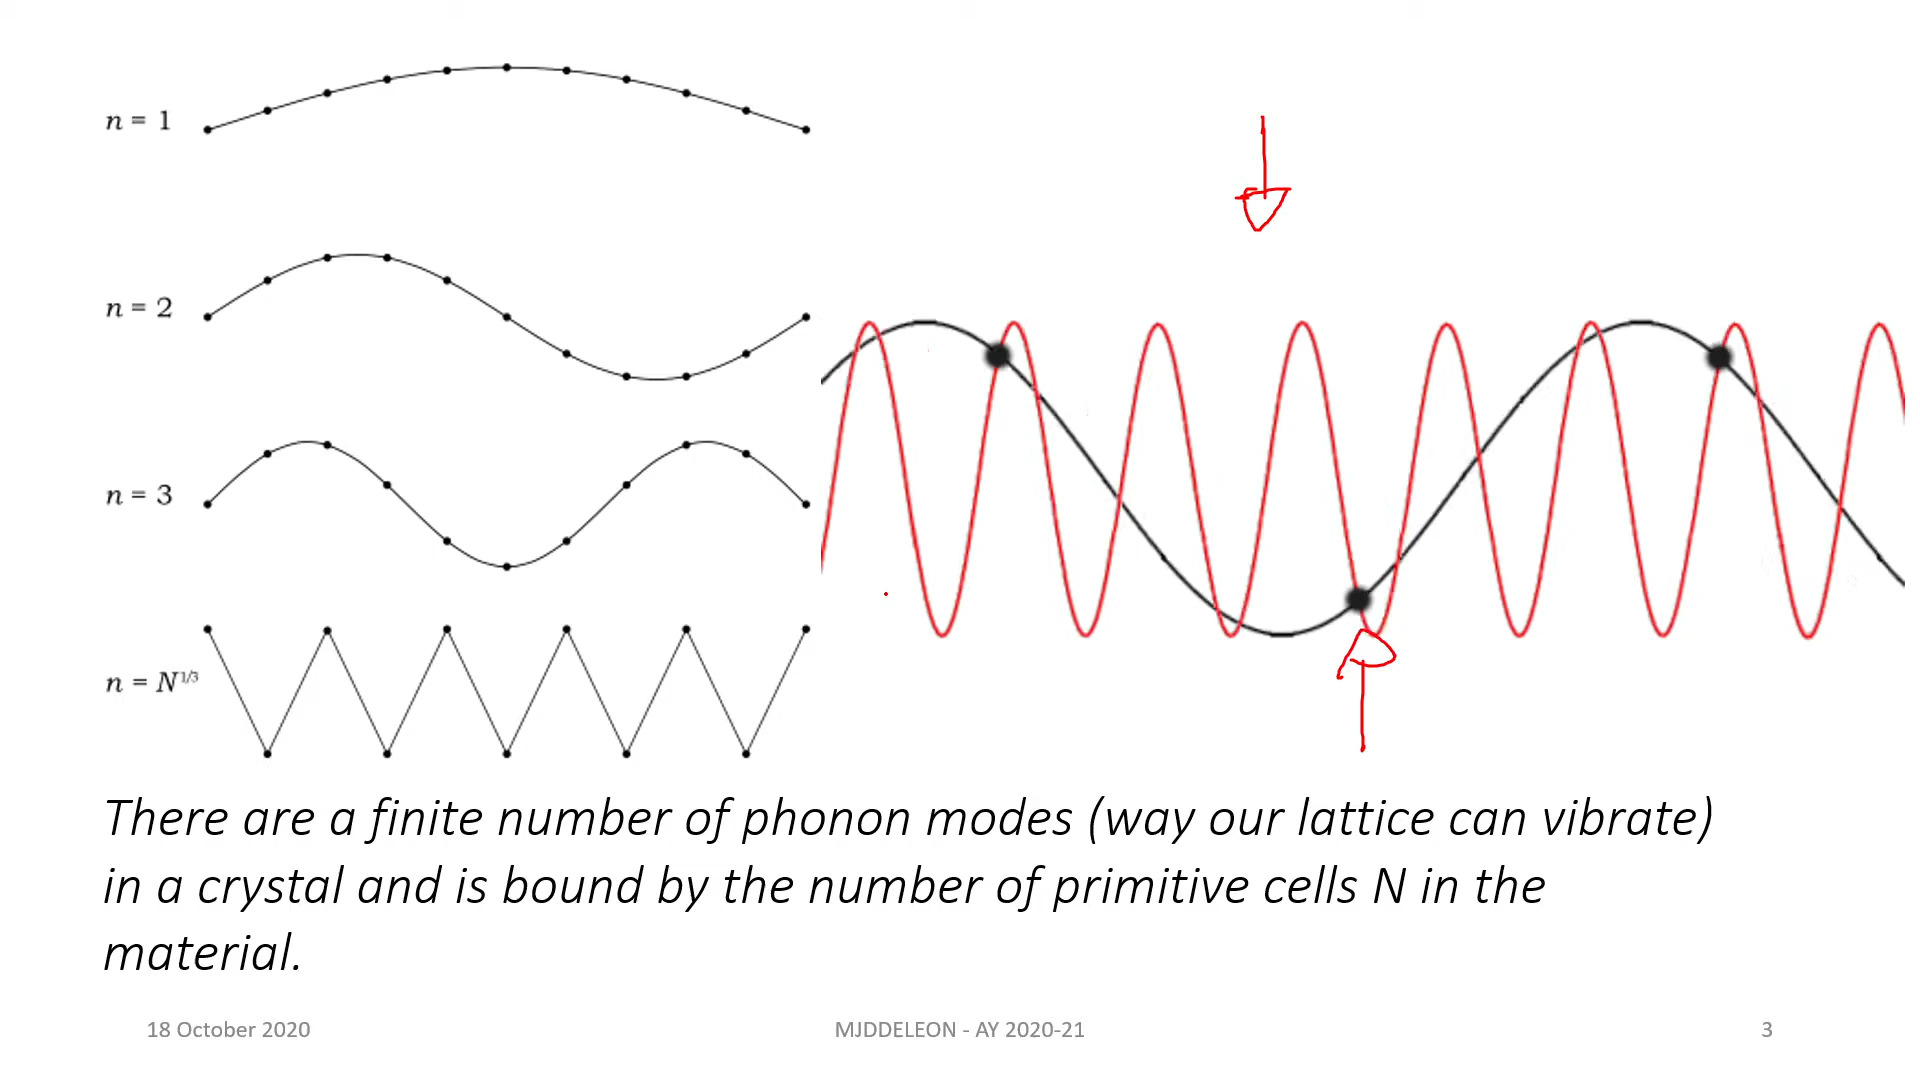 n = 1
n = 2
n = 3
n = N^1/3
There are a finite number of phonon modes (way our lattice can vibrate)
in a crystal and is bound by the number of primitive cells N in the
material.
18 October 2020
MJDDELEON - AY 2020-21
3